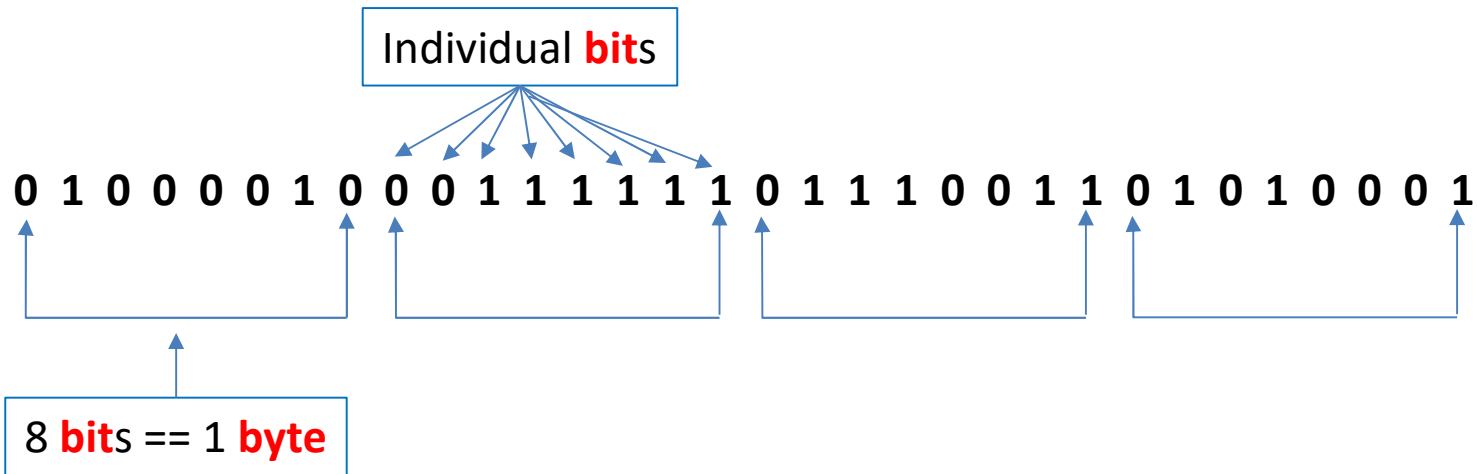 Individual bits
0 1 0 0 0 0 1 0 0 0 1 1 1 1 1 1 0 1 1 1 0 0 1 1 0 1 0 1 0 0 0 1
8 bits == 1 byte